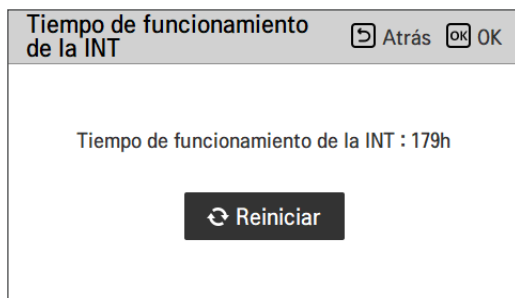 Tiempo de funcionamiento
de la INT
Atrás OK OK
Tiempo de funcionamiento de la INT : 179h
Reiniciar